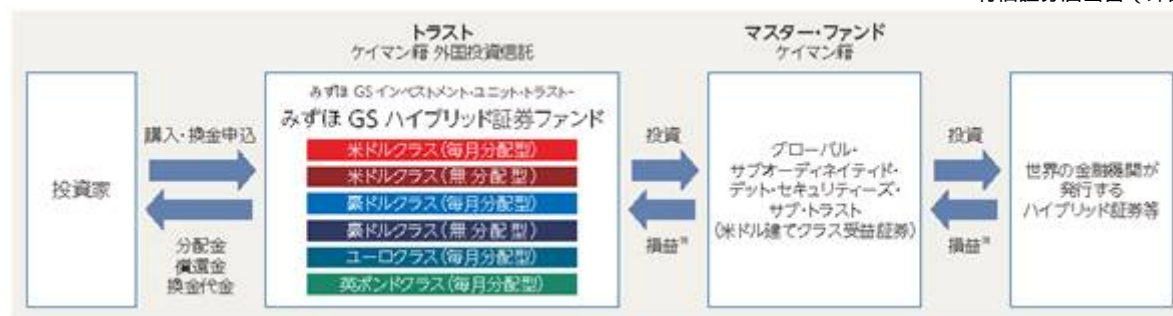 トラスト
ケイマン籍 外国投資信託
マスター・ファンド
ケイマン籍
投資家
購入・換金申込
分配金
償還金
換金代金
みずほ GS インベストメント・ユニット・トラスト-
みずほ GS ハイブリッド証券ファンド
米ドルクラス(毎月分配型)
米ドルクラス(無分配型)
豪ドルクラス(毎月分配型)
豪ドルクラス(無分配型)
ユーロクラス(毎月分配型)
英ポンドクラス(毎月分配型)
投資
損益※
グローバル・
サブオーディネイティド・
デット・セキュリティーズ・
サブ・トラスト
(米ドル建てクラス受益証券)
投資
損益※
世界の金融機関が
発行する
ハイブリッド証券等